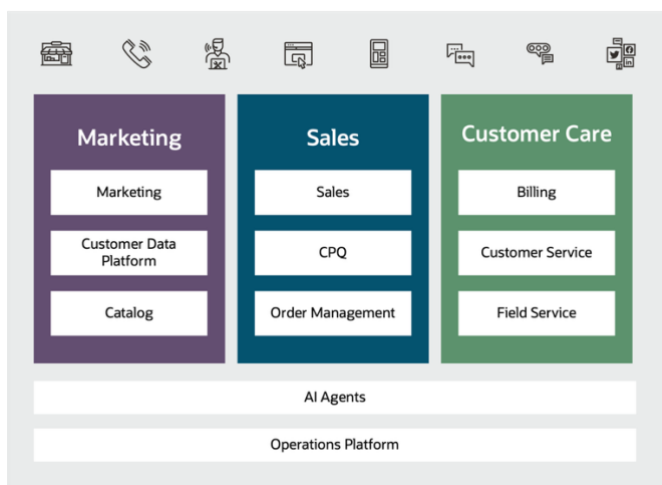 Marketing
Marketing
Customer Data
Platform
Catalog
Sales
Sales
CPQ
Order Management
Customer Care
Billing
Customer Service
Field Service
AI Agents
Operations Platform